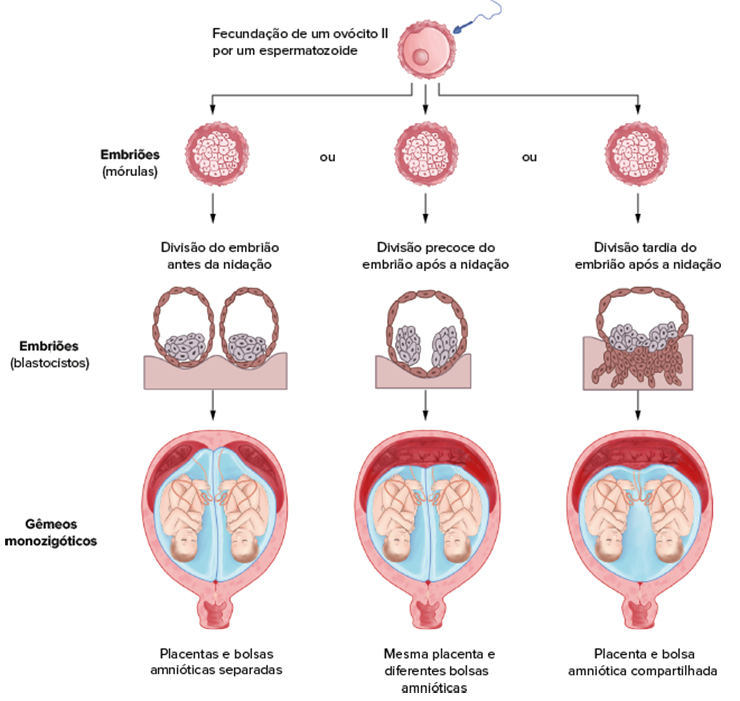 Fecundação de um ovócito II
por um espermatozoide
Embriões
(mórulas)
ou
ou
Divisão do embrião
antes da nidação
Divisão precoce do
embrião após a nidação
Divisão tardia do
embrião após a nidação
Embriões
(blastocistos)
Gêmeos
monozigóticos
Placentas e bolsas
amnióticas separadas
Mesma placenta e
diferentes bolsas
amnióticas
Placenta e bolsa
amniótica compartilhada